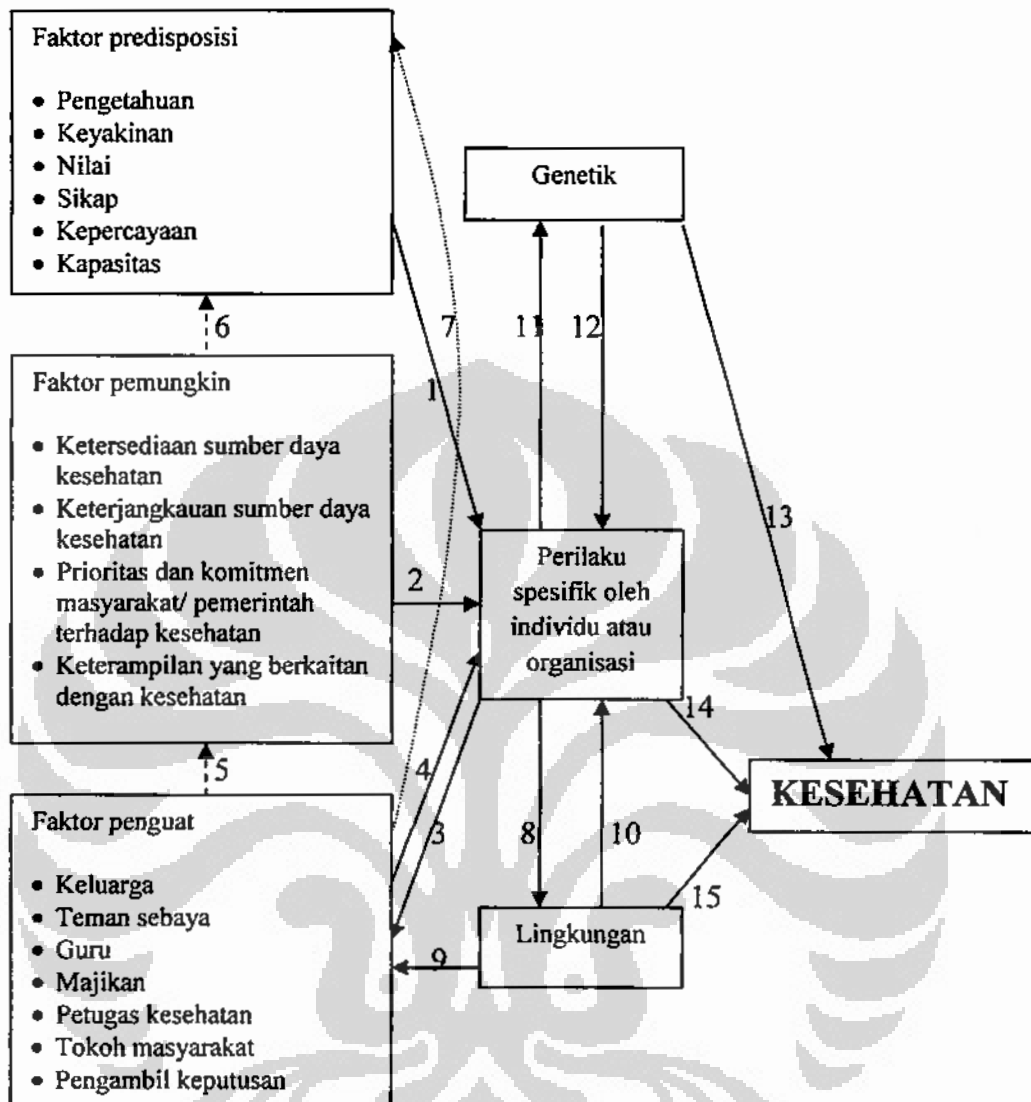 Faktor predisposisi
• Pengetahuan
• Keyakinan
• Nilai
• Sikap
• Kepercayaan
• Kapasitas
Genetik
6
7
11
12
1
13
Faktor pemungkin
• Ketersediaan sumber daya
kesehatan
• Keterjangkauan sumber daya
kesehatan
• Prioritas dan komitmen
masyarakat/ pemerintah
terhadap kesehatan
• Keterampilan yang berkaitan
dengan kesehatan
2
Perilaku
spesifik oleh
individu atau
organisasi
14
5
4
3
8
10
15
KESEHATAN
Faktor penguat
• Keluarga
• Teman sebaya
• Guru
• Majikan
• Petugas kesehatan
• Tokoh masyarakat
• Pengambil keputusan
9
Lingkungan